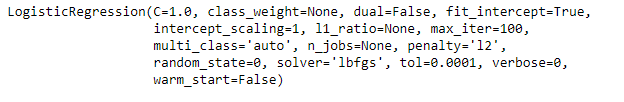 LogisticRegression(C=1.0, class_weight=None, dual=False, fit_intercept=True,
intercept_scaling=1, l1_ratio=None, max_iter=100,
multi_class='auto', n_jobs=None, penalty='l2',
random_state=0, solver='lbfgs', tol=0.0001, verbose=0,
warm_start=False)